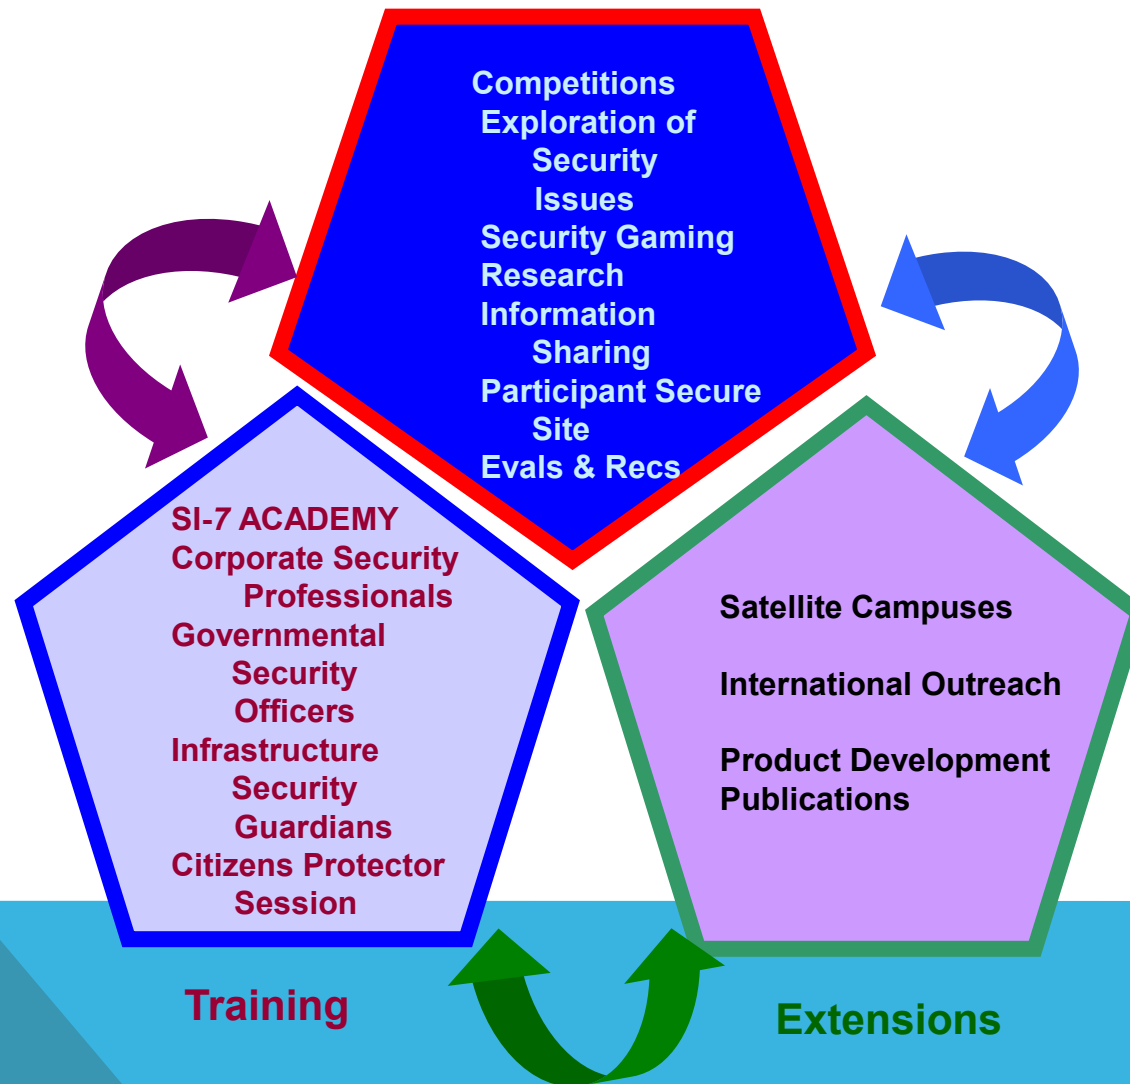 Competitions
Exploration of
Security
Issues
Security Gaming
Research
Information
Sharing
Participant Secure
Site
Evals & Recs
SI-7 ACADEMY
Corporate Security
Professionals
Governmental
Security
Officers
Infrastructure
Security
Guardians
Citizens Protector
Session
Satellite Campuses
International Outreach
Product Development
Publications
Training
Extensions